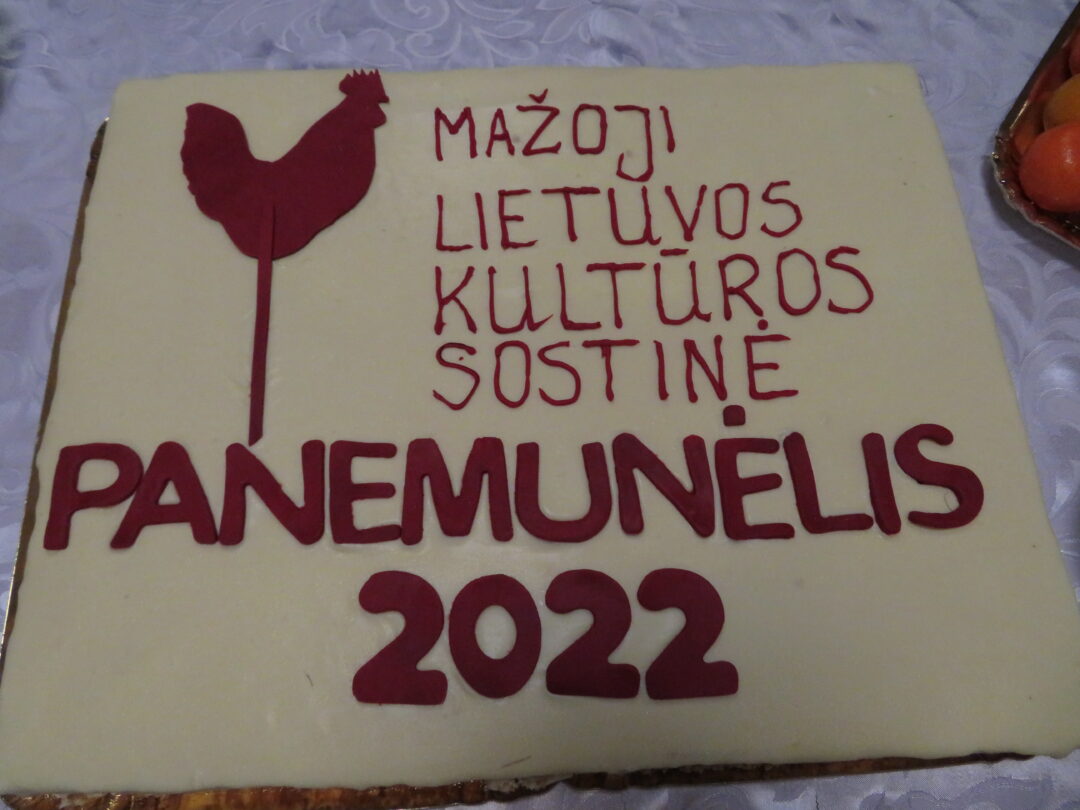 MAŽOJI
LIETUVOS
KULTŪROS
SOSTINĖ
PANEMUNĖLIS
2022